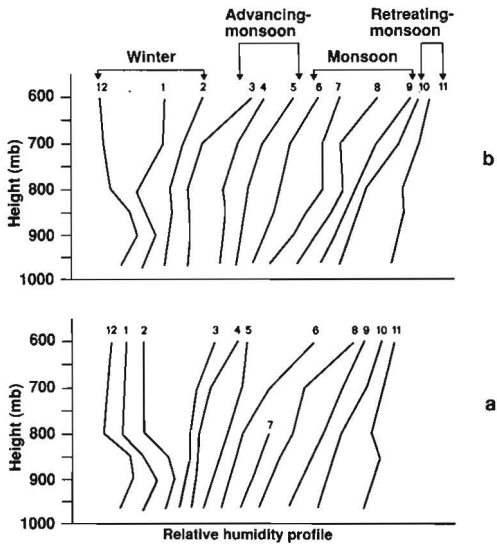 Advancing-
monsoon
Retreating-
monsoon
Winter
Monsoon
12 1 2 3 4 5 6 7 8 9 10 11
600
700
800
900
1000
Height (mb)
b
12 1 2 3 4 5 6 8 9 10 11
7
600
700
800
900
1000
Height (mb)
a
Relative humidity profile